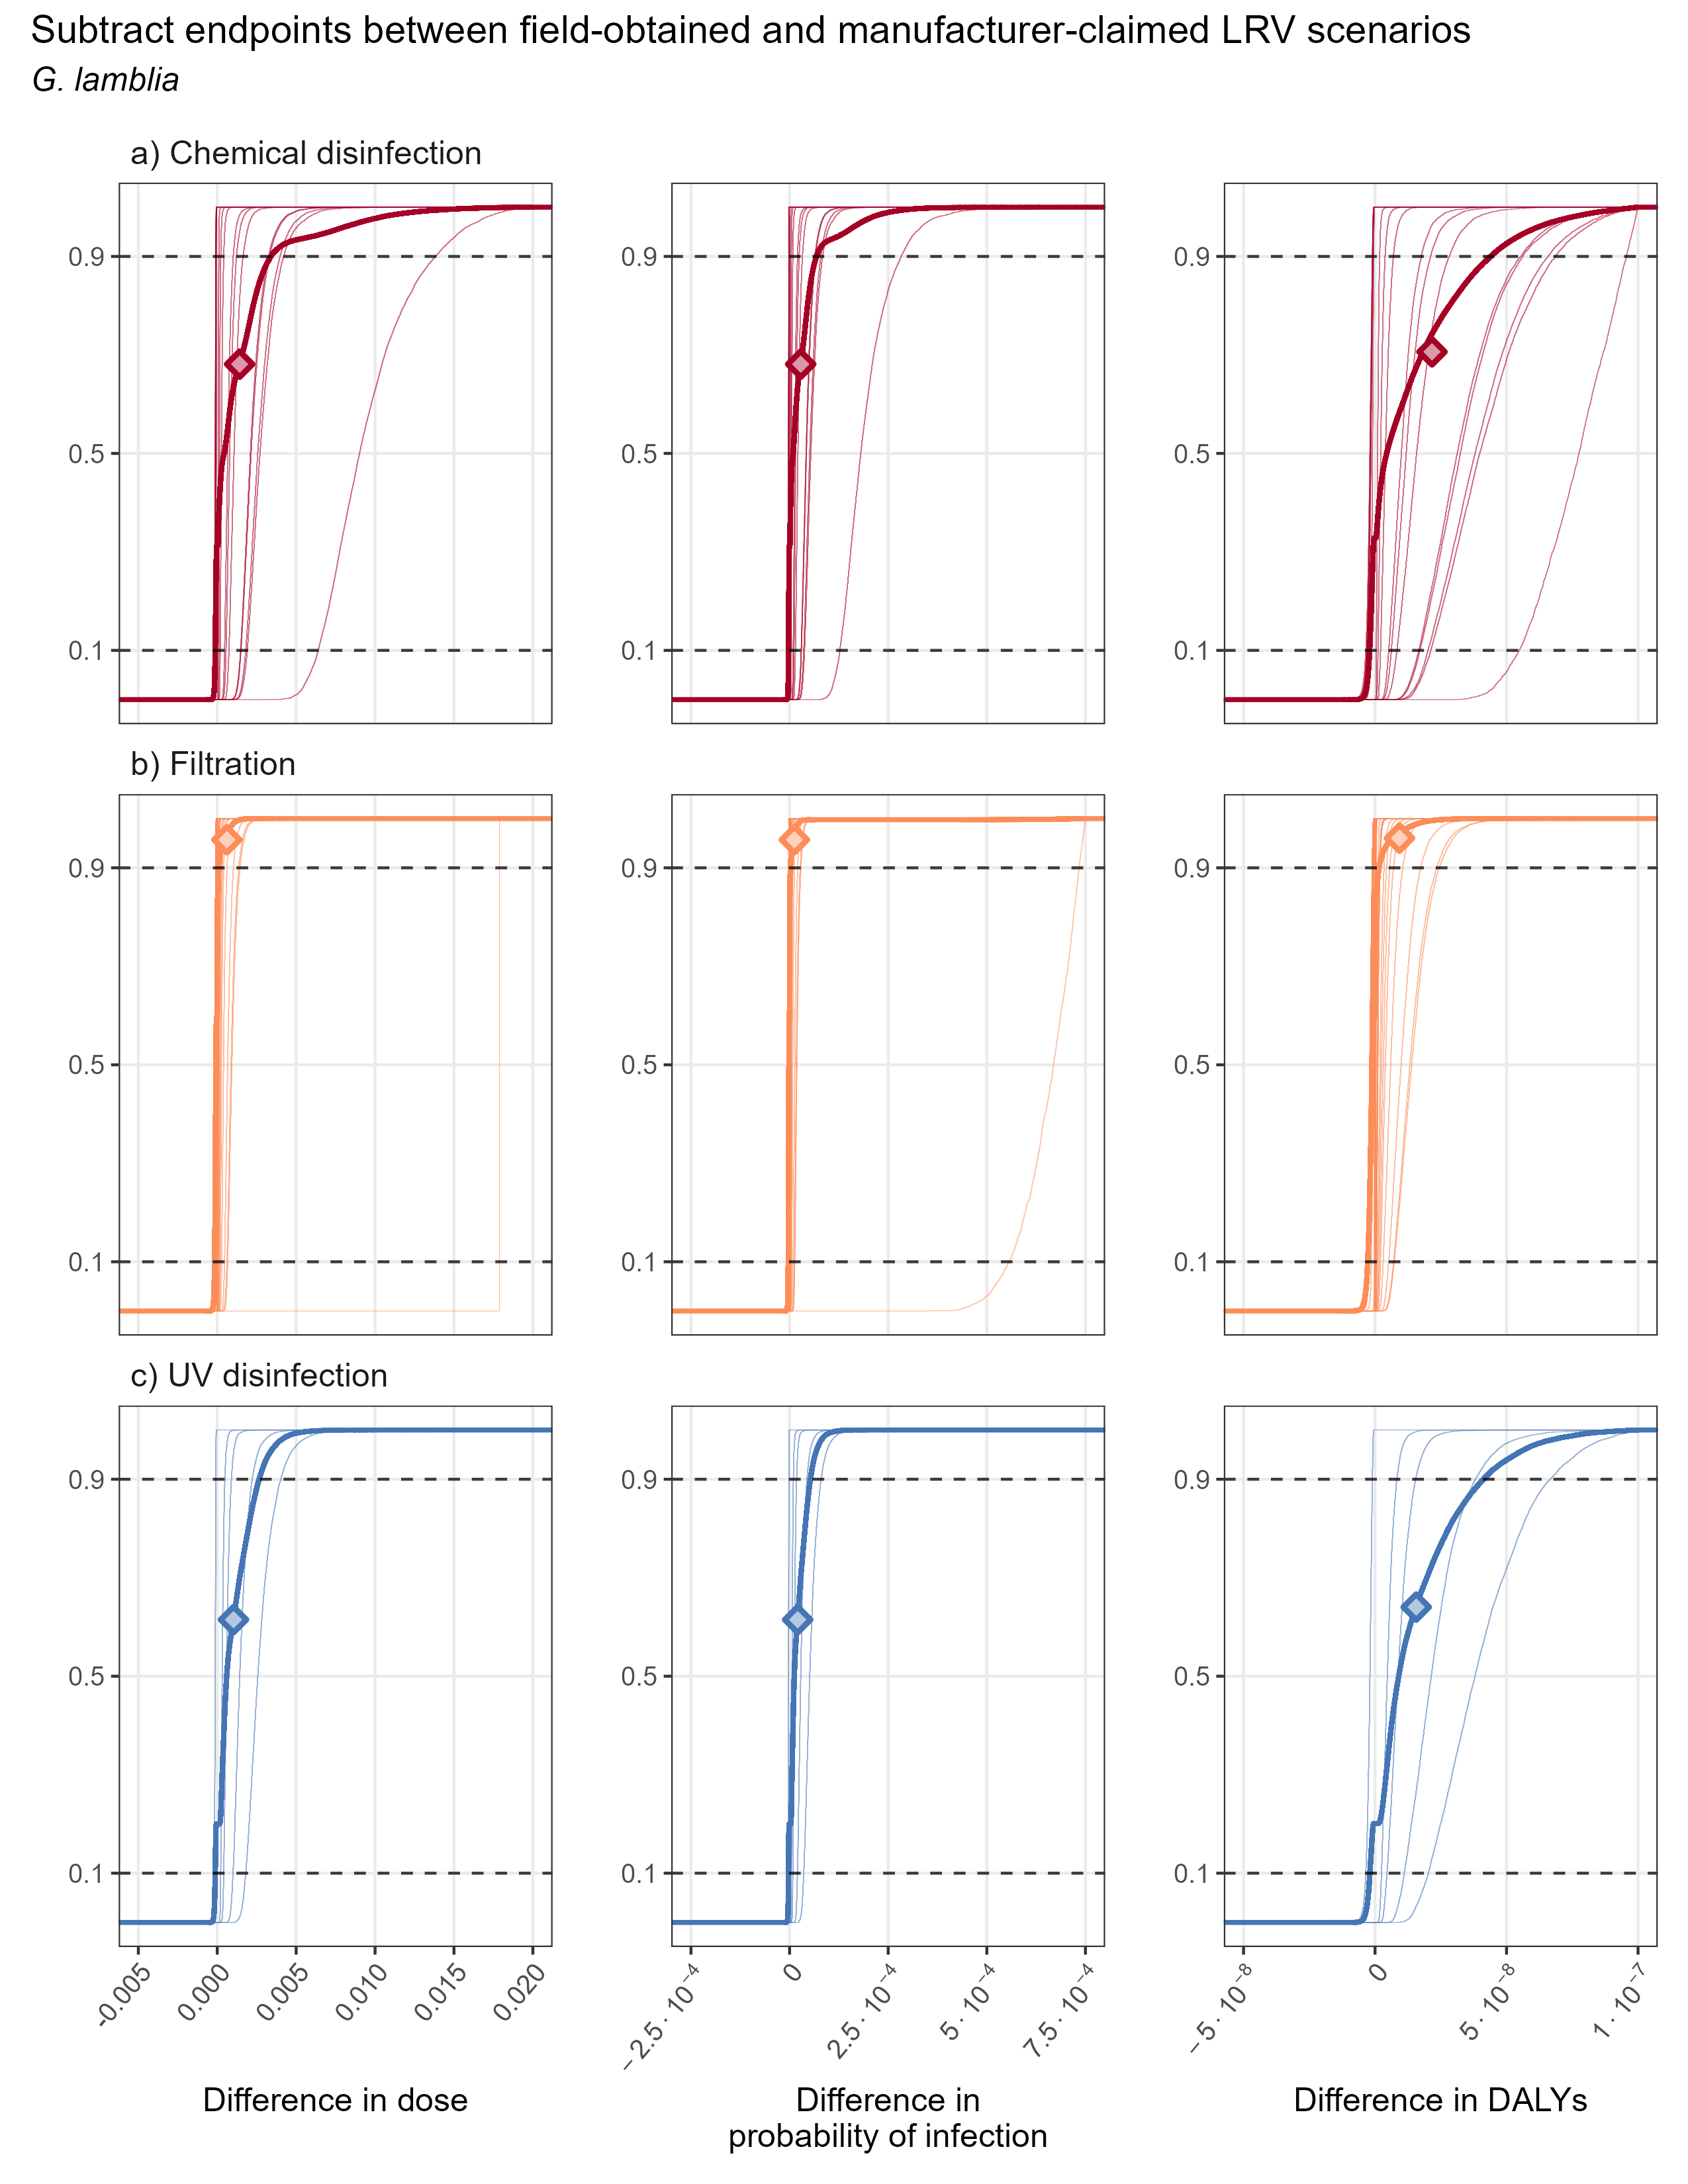 Subtract endpoints between field-obtained and manufacturer-claimed LRV scenarios
G. lamblia
a) Chemical disinfection
0.9 0.9 0.9
0.5 0.5 0.5
0.1 0.1 0.1
b) Filtration
0.9 0.9 0.9
0.5 0.5 0.5
0.1 0.1 0.1
c) UV disinfection
0.9 0.9 0.9
0.5 0.5 0.5
0.1 0.1 0.1
-0.005 0.000 0.005 0.010 0.015 0.020
−2.5·10⁻⁴ 0 2.5·10⁻⁴ 5·10⁻⁴ 7.5·10⁻⁴
−5·10⁻⁸ 0 5·10⁻⁸ 1·10⁻⁷
Difference in dose
Difference in
probability of infection
Difference in DALYs